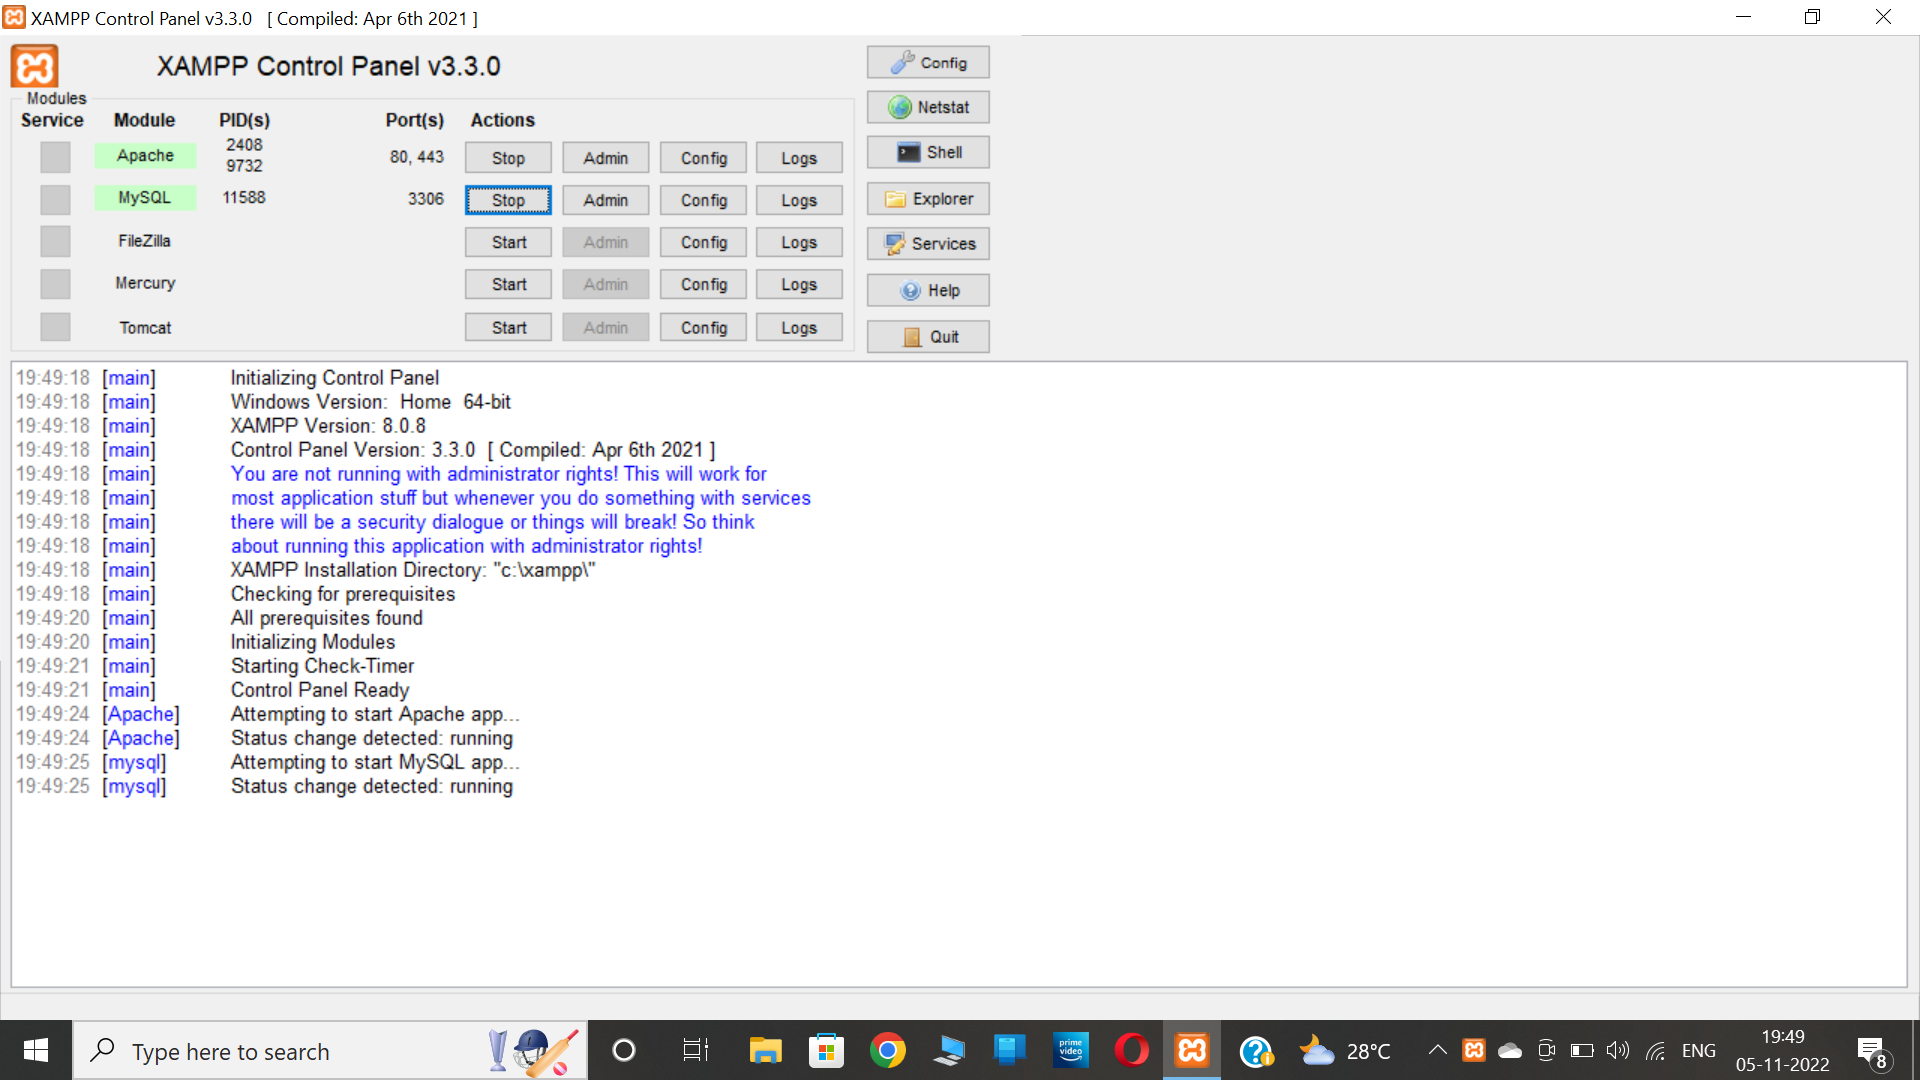 XAMPP Control Panel v3.3.0 [ Compiled: Apr 6th 2021 ]
XAMPP Control Panel v3.3.0
Config
Netstat
Shell
Explorer
Services
Help
Quit
Modules
Service Module PID(s) Port(s) Actions
Apache 2408 9732 80, 443 Stop Admin Config Logs
MySQL 11588 3306 Stop Admin Config Logs
FileZilla Start Admin Config Logs
Mercury Start Admin Config Logs
Tomcat Start Admin Config Logs
19:49:18 [main] Initializing Control Panel
19:49:18 [main] Windows Version: Home 64-bit
19:49:18 [main] XAMPP Version: 8.0.8
19:49:18 [main] Control Panel Version: 3.3.0 [ Compiled: Apr 6th 2021 ]
19:49:18 [main] You are not running with administrator rights! This will work for
19:49:18 [main] most application stuff but whenever you do something with services
19:49:18 [main] there will be a security dialogue or things will break! So think
19:49:18 [main] about running this application with administrator rights!
19:49:18 [main] XAMPP Installation Directory: "c:\xampp\"
19:49:18 [main] Checking for prerequisites
19:49:20 [main] All prerequisites found
19:49:20 [main] Initializing Modules
19:49:21 [main] Starting Check-Timer
19:49:21 [main] Control Panel Ready
19:49:24 [Apache] Attempting to start Apache app...
19:49:24 [Apache] Status change detected: running
19:49:25 [mysql] Attempting to start MySQL app...
19:49:25 [mysql] Status change detected: running
Type here to search
prime video
28°C
ENG
19:49
05-11-2022
8